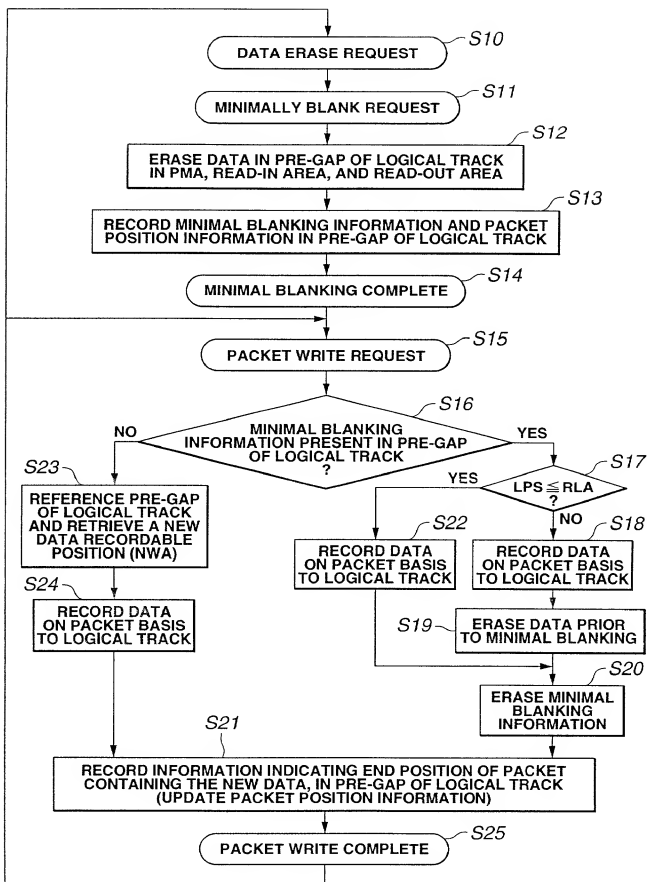 S10
DATA ERASE REQUEST
S11
MINIMALLY BLANK REQUEST
S12
ERASE DATA IN PRE-GAP OF LOGICAL TRACK
IN PMA, READ-IN AREA, AND READ-OUT AREA
S13
RECORD MINIMAL BLANKING INFORMATION AND PACKET
POSITION INFORMATION IN PRE-GAP OF LOGICAL TRACK
S14
MINIMAL BLANKING COMPLETE
S15
PACKET WRITE REQUEST
S16
MINIMAL BLANKING
INFORMATION PRESENT IN PRE-GAP
OF LOGICAL TRACK
?
NO
YES
S17
LPS ≦ RLA
?
YES
NO
S23
REFERENCE PRE-GAP
OF LOGICAL TRACK
AND RETRIEVE A NEW
DATA RECORDABLE
POSITION (NWA)
S22
RECORD DATA
ON PACKET BASIS
TO LOGICAL TRACK
S18
RECORD DATA
ON PACKET BASIS
TO LOGICAL TRACK
S24
RECORD DATA
ON PACKET BASIS
TO LOGICAL TRACK
S19
ERASE DATA PRIOR
TO MINIMAL BLANKING
S20
ERASE MINIMAL
BLANKING
INFORMATION
S21
RECORD INFORMATION INDICATING END POSITION OF PACKET
CONTAINING THE NEW DATA, IN PRE-GAP OF LOGICAL TRACK
(UPDATE PACKET POSITION INFORMATION)
S25
PACKET WRITE COMPLETE